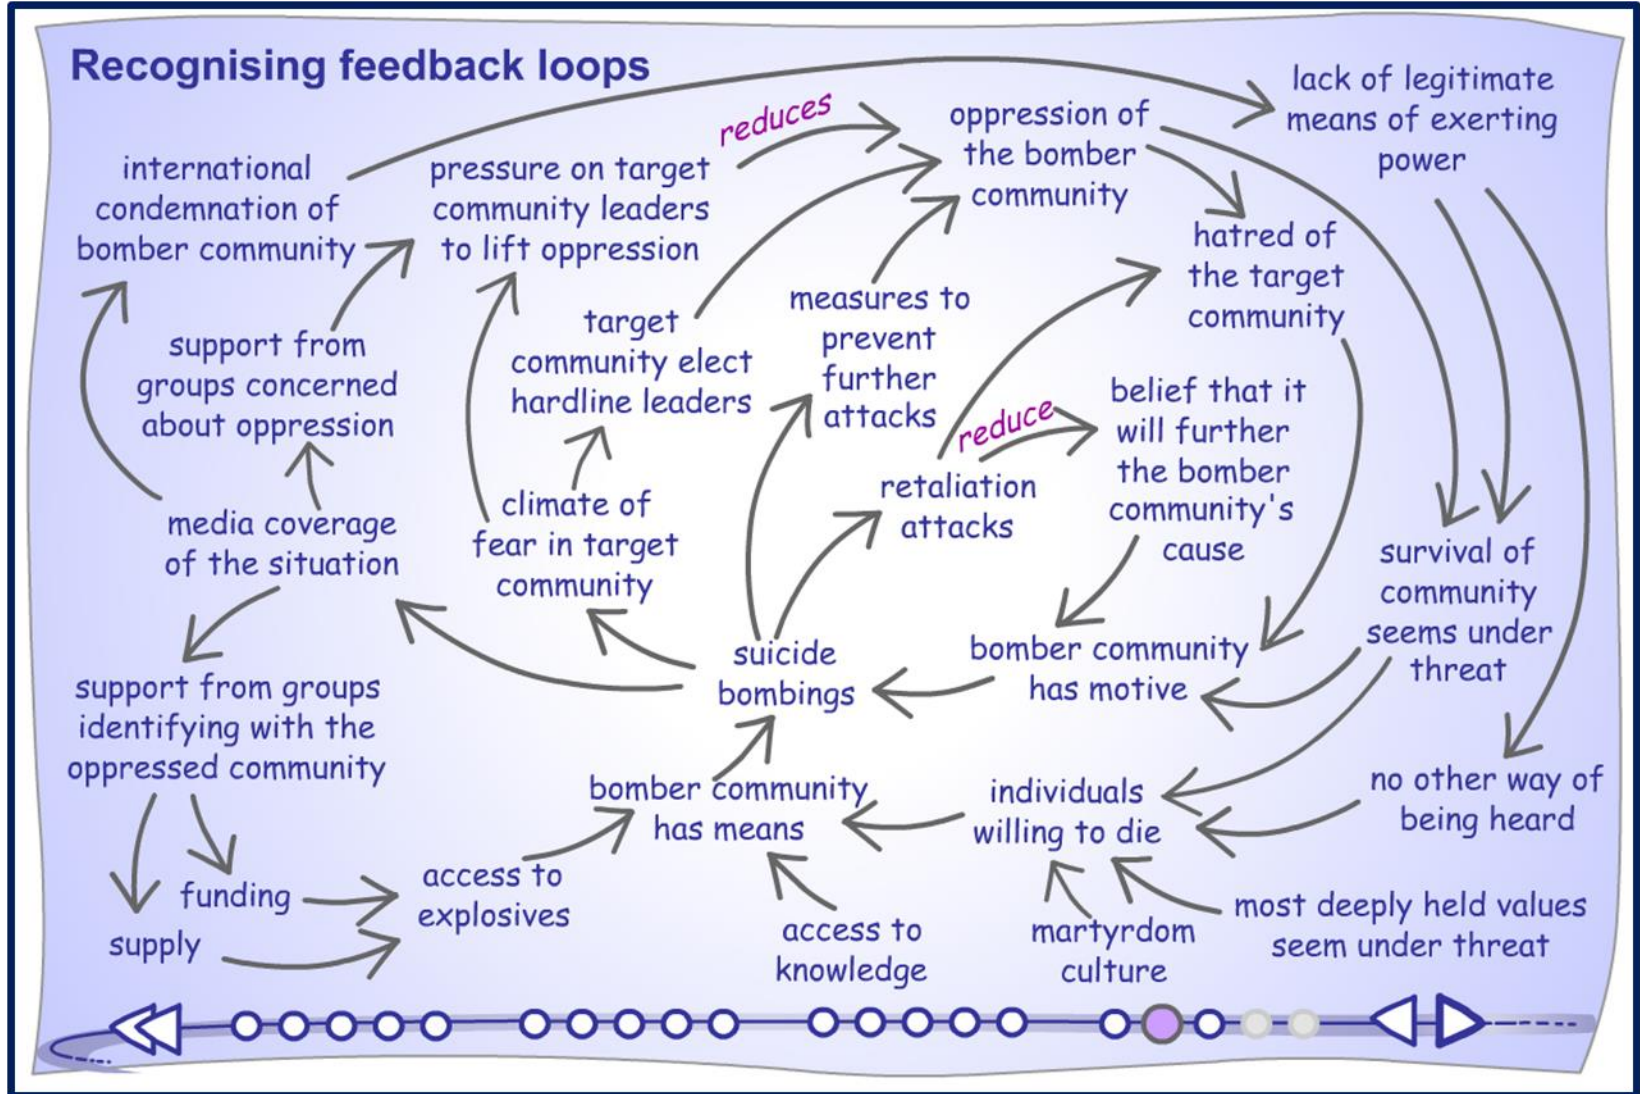 Recognising feedback loops
international
condemnation of
bomber community
pressure on target
community leaders
to lift oppression
reduces
oppression of
the bomber
community
lack of legitimate
means of exerting
power
hatred of
the target
community
support from
groups concerned
about oppression
target
community elect
hardline leaders
measures to
prevent
further
attacks
reduce
belief that it
will further
the bomber
community's
cause
retaliation
attacks
media coverage
of the situation
climate of
fear in target
community
survival of
community
seems under
threat
support from groups
identifying with the
oppressed community
suicide
bombings
bomber community
has motive
bomber community
has means
individuals
willing to die
no other way of
being heard
funding
supply
access to
explosives
access to
knowledge
martyrdom
culture
most deeply held values
seem under threat